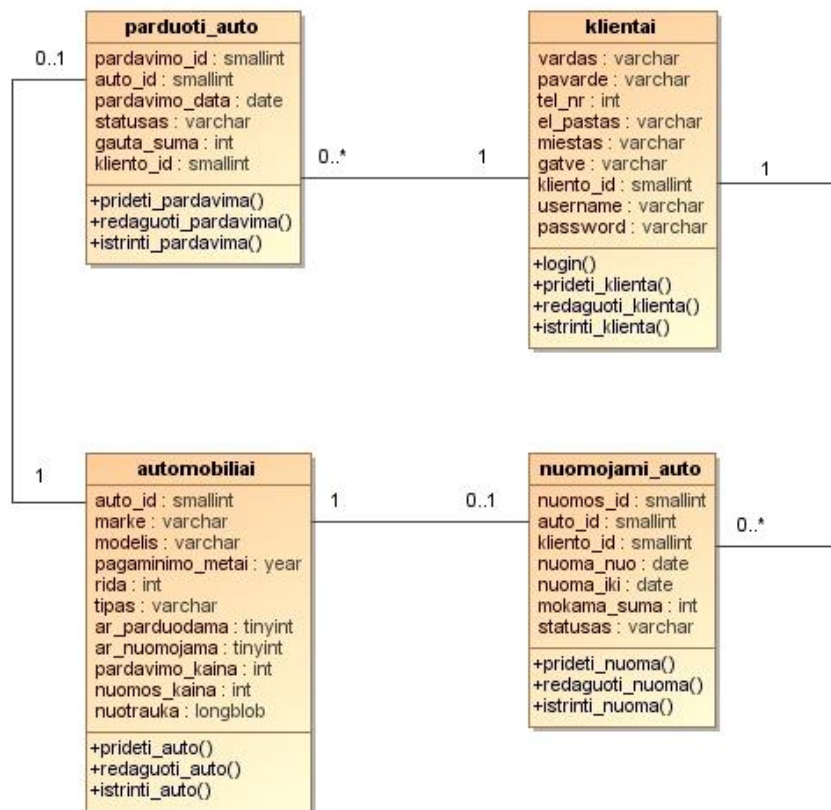 parduoti_auto
pardavimo_id : smallint
auto_id : smallint
pardavimo_data : date
statusas : varchar
gauta_suma : int
kliento_id : smallint
+prideti_pardavima()
+redaguoti_pardavima()
+istrinti_pardavima()
0..1
0..*
1
klientai
vardas : varchar
pavarde : varchar
tel_nr : int
el_pastas : varchar
miestas : varchar
gatve : varchar
kliento_id : smallint
username : varchar
password : varchar
+login()
+prideti_klienta()
+redaguoti_klienta()
+istrinti_klienta()
1
automobiliai
auto_id : smallint
marke : varchar
modelis : varchar
pagaminimo_metai : year
rida : int
tipas : varchar
ar_parduodama : tinyint
ar_nuomojama : tinyint
pardavimo_kaina : int
nuomos_kaina : int
nuotrauka : longblob
+prideti_auto()
+redaguoti_auto()
+istrinti_auto()
1
1
0..1
nuomojami_auto
nuomos_id : smallint
auto_id : smallint
kliento_id : smallint
nuoma_nuo : date
nuoma_iki : date
mokama_suma : int
statusas : varchar
+prideti_nuoma()
+redaguoti_nuoma()
+istrinti_nuoma()
0..*